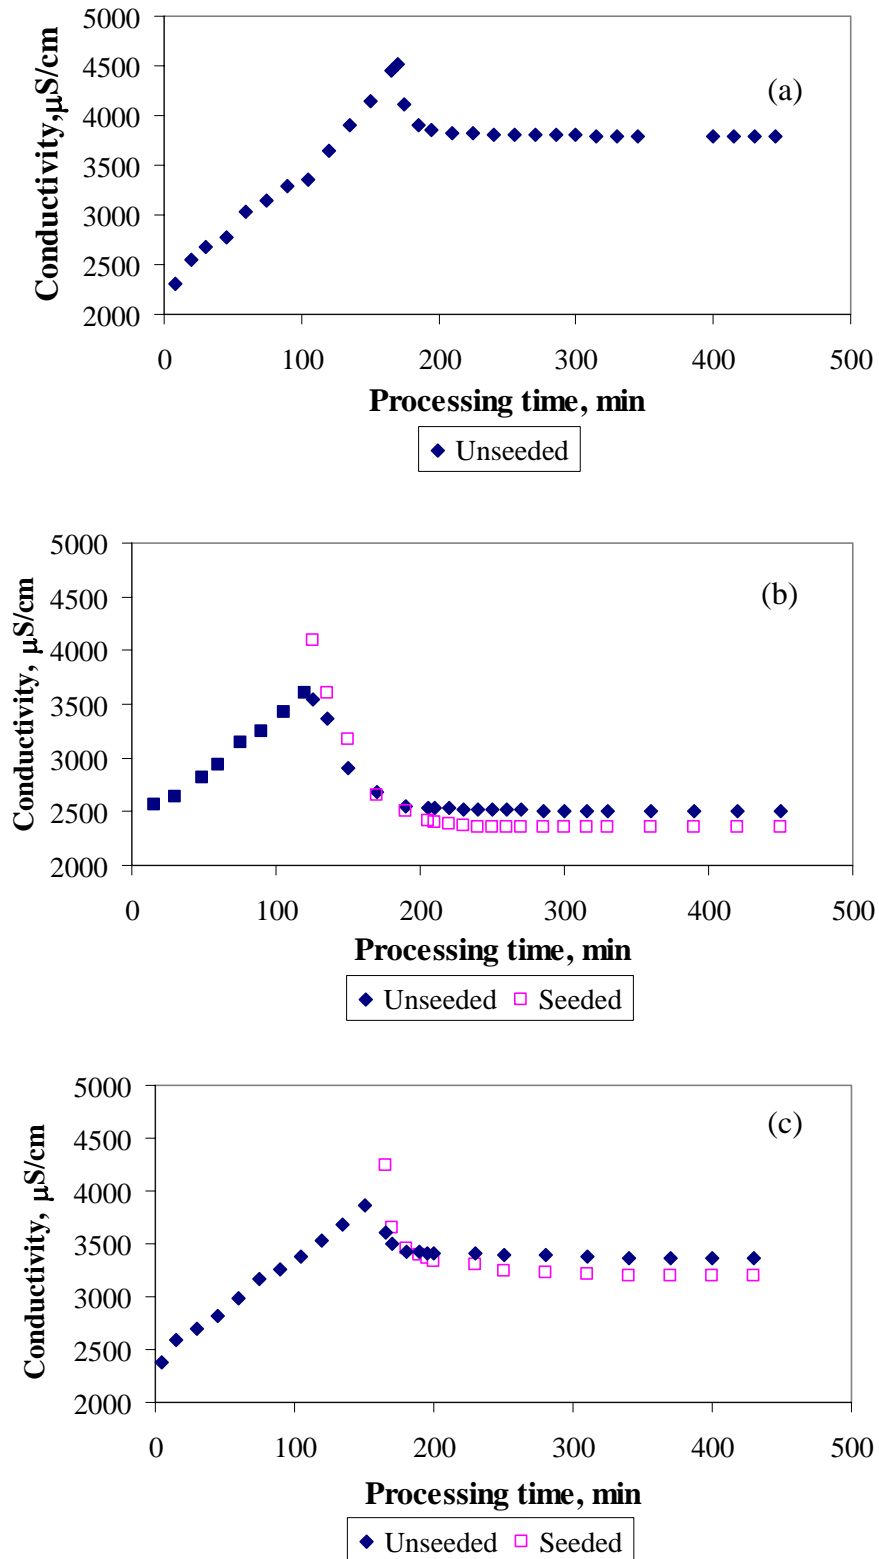 5000
4500
4000
3500
3000
2500
2000
Conductivity,μS/cm
(a)
0 100 200 300 400 500
Processing time, min
Unseeded
5000
4500
4000
3500
3000
2500
2000
Conductivity, μS/cm
(b)
0 100 200 300 400 500
Processing time, min
Unseeded Seeded
5000
4500
4000
3500
3000
2500
2000
Conductivity, μS/cm
(c)
0 100 200 300 400 500
Processing time, min
Unseeded Seeded